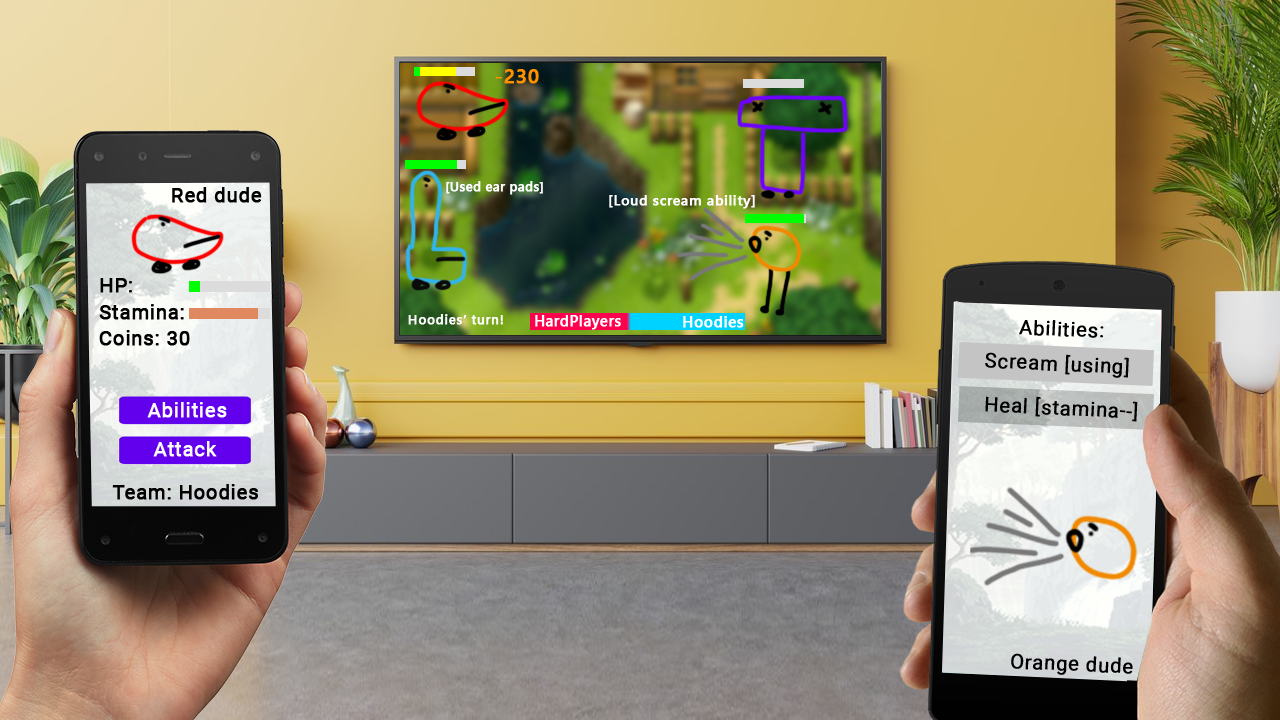 -230
[Used ear pads]
[Loud scream ability]
Hoodies' turn!
HardPlayers
Hoodies
Red dude
HP:
Stamina:
Coins: 30
Abilities
Attack
Team: Hoodies
Abilities:
Scream [using]
Heal [stamina--]
Orange dude